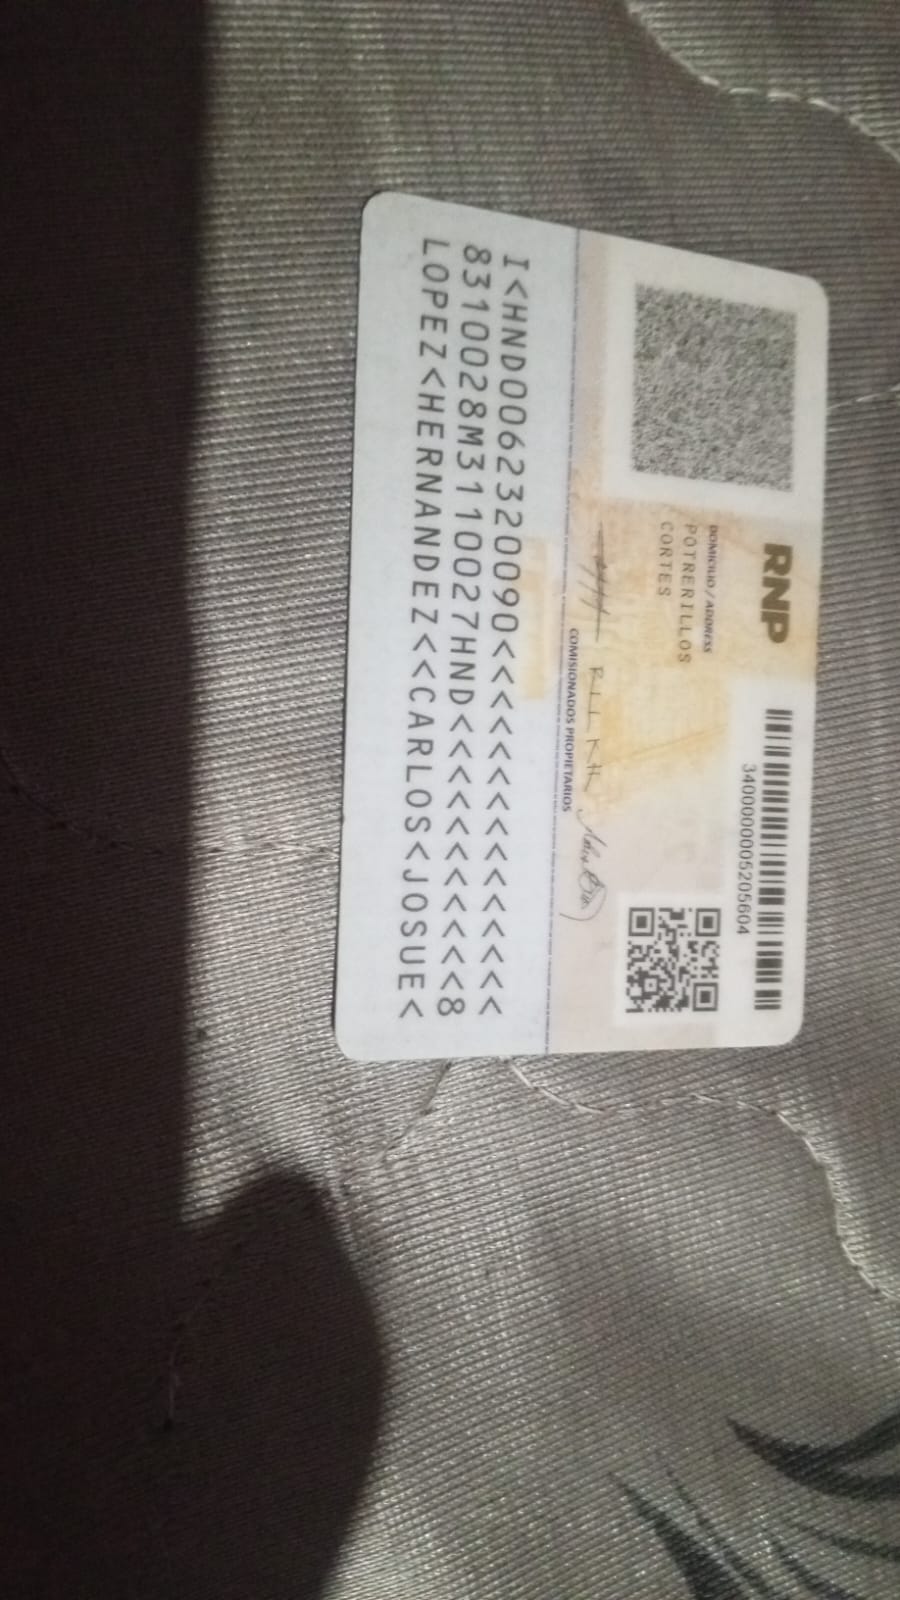 RNP
3400000005205604
DOMICILIO / ADDRESS
POTRERILLOS
CORTES
COMISIONADOS PROPIETARIOS
I<HND0062320090<<<<<<<<<<<<<<<
8310028M3110027HND<<<<<<<<<<<8
LOPEZ<HERNANDEZ<<CARLOS<JOSUE<